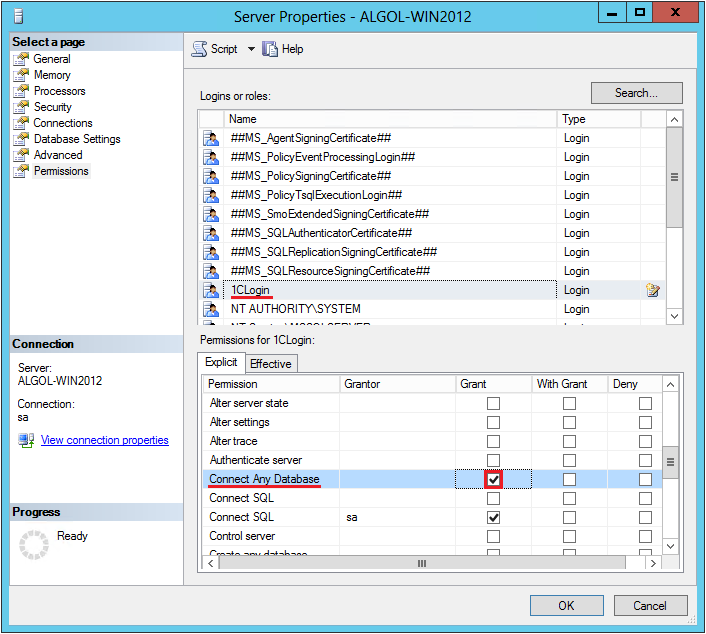 Server Properties - ALGOL-WIN2012
Select a page
General
Memory
Processors
Security
Connections
Database Settings
Advanced
Permissions
Connection
Server:
ALGOL-WIN2012
Connection:
sa
View connection properties
Progress
Ready
Script Help
Logins or roles: Search...
Name Type
##MS_AgentSigningCertificate## Login
##MS_PolicyEventProcessingLogin## Login
##MS_PolicySigningCertificate## Login
##MS_PolicyTsqlExecutionLogin## Login
##MS_SmoExtendedSigningCertificate## Login
##MS_SQLAuthenticatorCertificate## Login
##MS_SQLReplicationSigningCertificate## Login
##MS_SQLResourceSigningCertificate## Login
1CLogin Login
NT AUTHORITY\SYSTEM Login
Permissions for 1CLogin:
Explicit Effective
Permission Grantor Grant With Grant Deny
Alter server state
Alter settings
Alter trace
Authenticate server
Connect Any Database
Connect SQL
Connect SQL sa
Control server
Create any database
OK Cancel